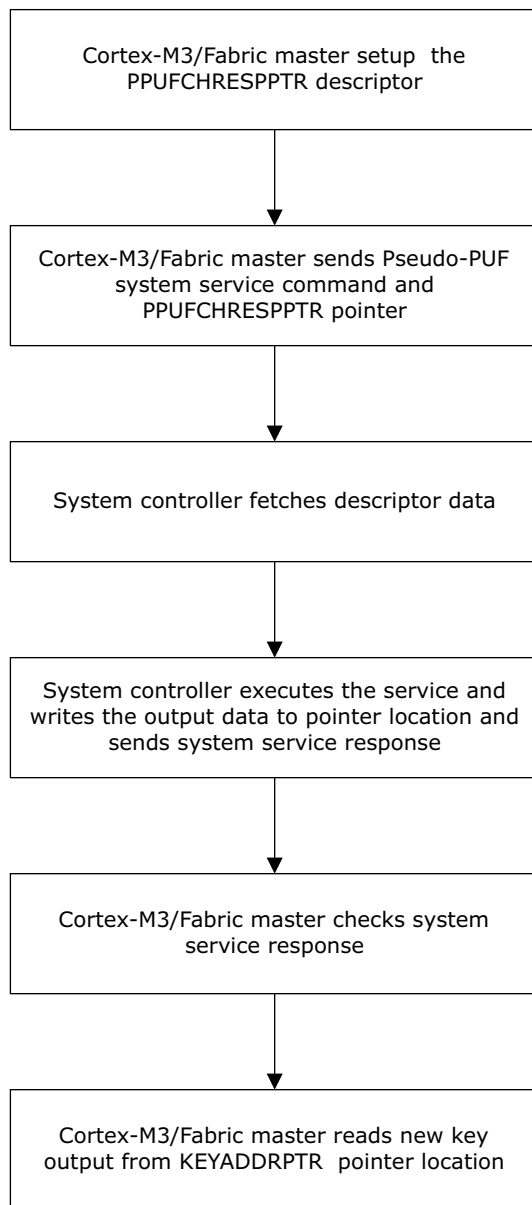 Cortex-M3/Fabric master setup the
PPUFCHRESPPTR descriptor
Cortex-M3/Fabric master sends Pseudo-PUF
system service command and
PPUFCHRESPPTR pointer
System controller fetches descriptor data
System controller executes the service and
writes the output data to pointer location and
sends system service response
Cortex-M3/Fabric master checks system
service response
Cortex-M3/Fabric master reads new key
output from KEYADDRPTR pointer location